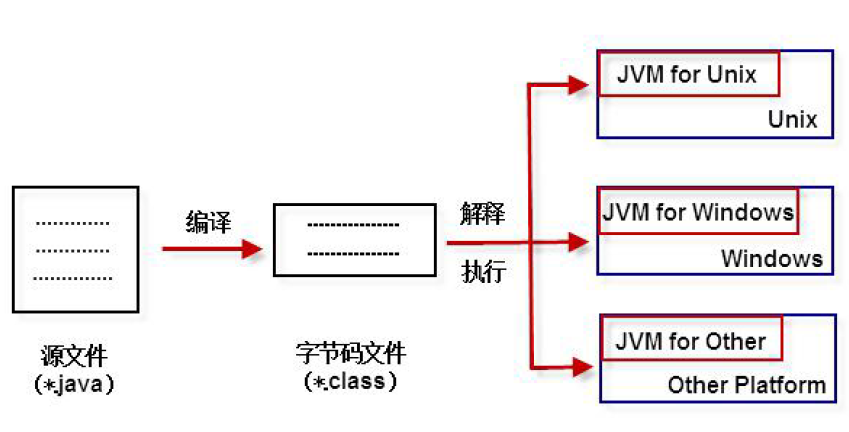 编译
源文件
(*.java)
字节码文件
(*.class)
解释
执行
JVM for Unix
Unix
JVM for Windows
Windows
JVM for Other
Other Platform